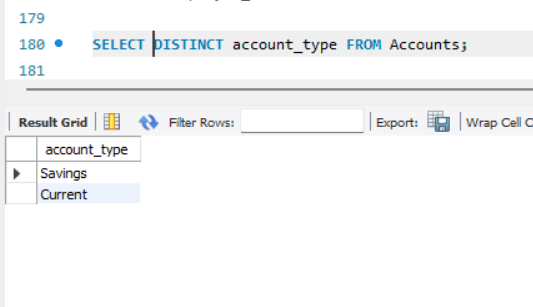 179
180 SELECT DISTINCT account_type FROM Accounts;
181
Result Grid Filter Rows: Export: Wrap Cell C
account_type
Savings
Current